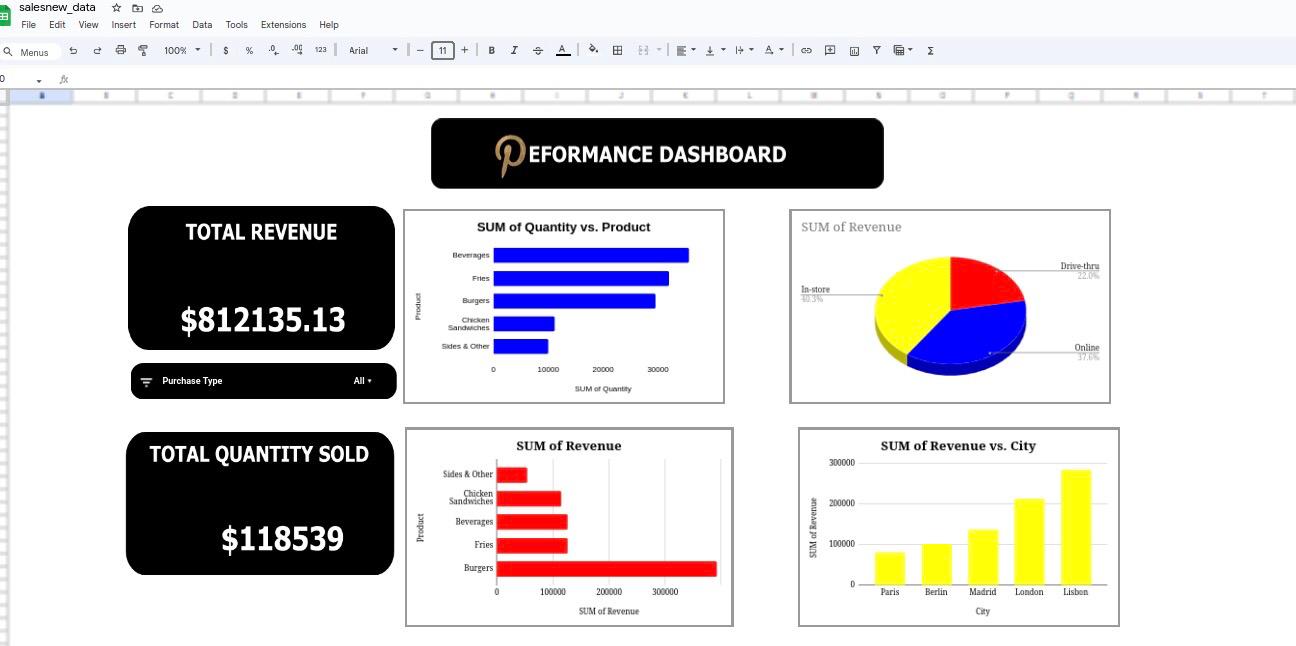 salesnew_data
File Edit View Insert Format Data Tools Extensions Help
Menus 100% $ % .0 .00 123 Arial 11 B I A
fx
EFORMANCE DASHBOARD
TOTAL REVENUE
$812135.13
Purchase Type All
TOTAL QUANTITY SOLD
$118539
SUM of Quantity vs. Product
Product
Beverages
Fries
Burgers
Chicken
Sandwiches
Sides & Other
0 10000 20000 30000
SUM of Quantity
SUM of Revenue
Drive-thru
22.0%
In-store
40.3%
Online
37.6%
SUM of Revenue
Product
Sides & Other
Chicken
Sandwiches
Beverages
Fries
Burgers
0 100000 200000 300000
SUM of Revenue
SUM of Revenue vs. City
SUM of Revenue
300000
200000
100000
0
Paris Berlin Madrid London Lisbon
City